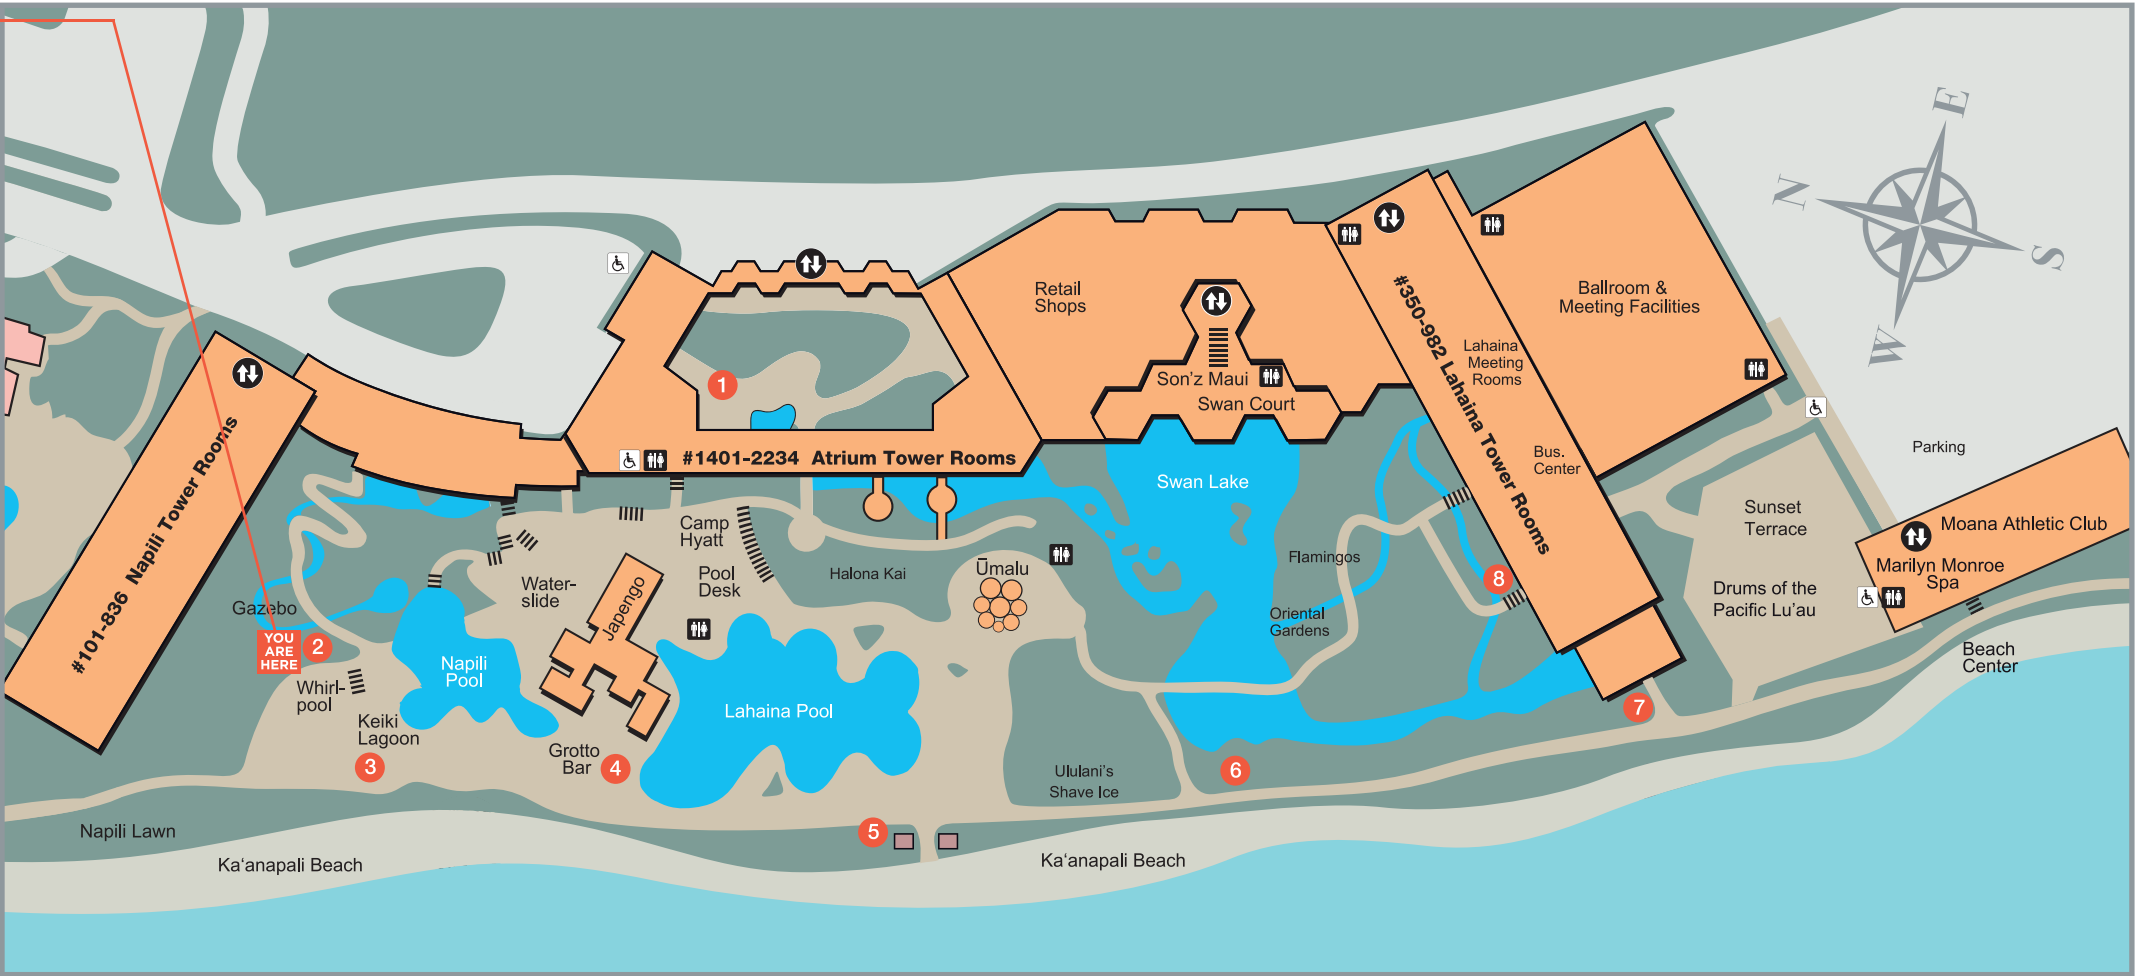 E
N
S
W
Retail
Shops
Ballroom &
Meeting Facilities
#350-982 Lahaina Tower Rooms
Lahaina
Meeting
Rooms
Son'z Maui
Swan Court
1
#101-836 Napili Tower Rooms
#1401-2234 Atrium Tower Rooms
Bus.
Center
Parking
Swan Lake
Sunset
Terrace
Moana Athletic Club
Marilyn Monroe
Spa
Camp
Hyatt
Pool
Desk
Halona Kai
Ūmalu
Flamingos
8
Water-
slide
Japengo
Drums of the
Pacific Lu'au
Gazebo
YOU
ARE
HERE
2
Oriental
Gardens
Beach
Center
Napili
Pool
Whirl-
pool
Keiki
Lagoon
3
Lahaina Pool
7
Grotto
Bar
4
6
Ululani's
Shave Ice
5
Napili Lawn
Ka‘anapali Beach
Ka‘anapali Beach